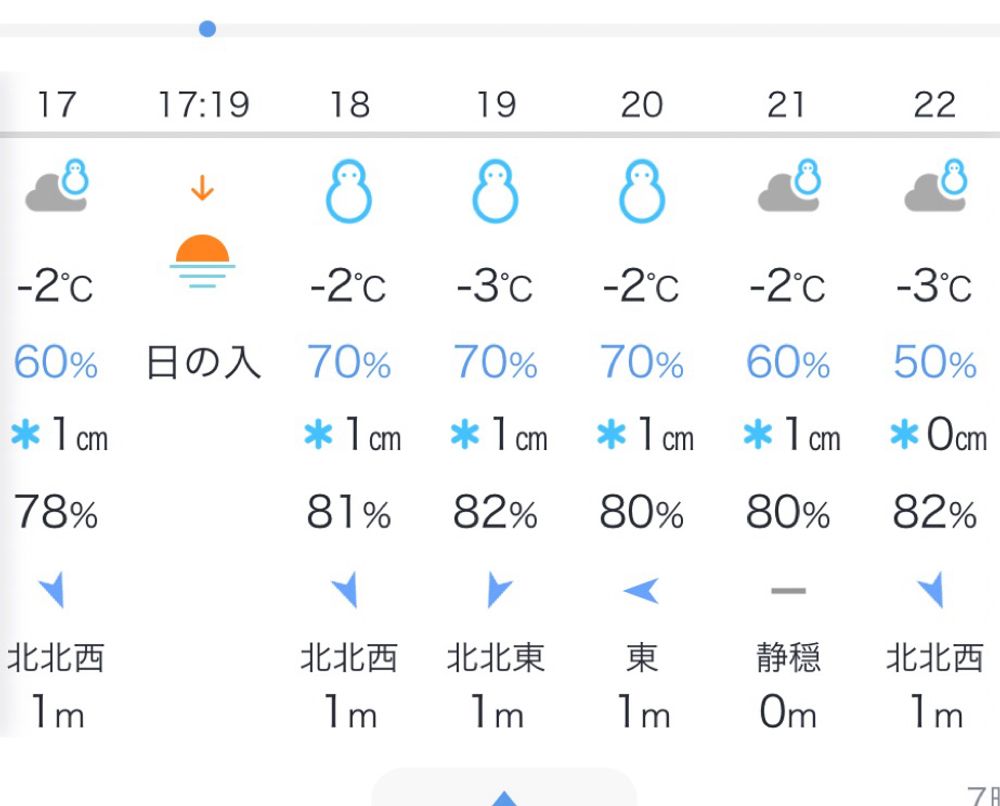 17 17:19 18 19 20 21 22
-2℃ -2℃ -3℃ -2℃ -2℃ -3℃
60% 日の入 70% 70% 70% 60% 50%
1cm 1cm 1cm 1cm 1cm 0cm
78% 81% 82% 80% 80% 82%
北北西 北北西 北北東 東 静穏 北北西
1m 1m 1m 1m 0m 1m